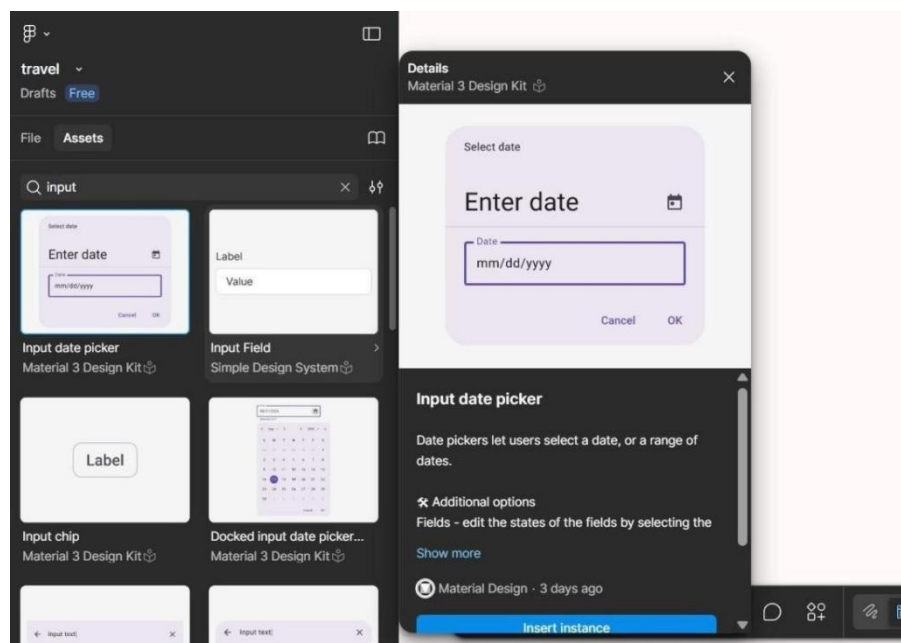 travel
Drafts Free
File Assets
input
Select date
Enter date
Date
mm/dd/yyyy
Cancel OK
Input date picker
Material 3 Design Kit
Label
Value
Input Field
Simple Design System
Label
Input chip
Material 3 Design Kit
Docked input date picker...
Material 3 Design Kit
Input text
Input text
Details
Material 3 Design Kit
Select date
Enter date
Date
mm/dd/yyyy
Cancel OK
Input date picker
Date pickers let users select a date, or a range of
dates.
🛠 Additional options
Fields - edit the states of the fields by selecting the
Show more
Material Design · 3 days ago
Insert instance